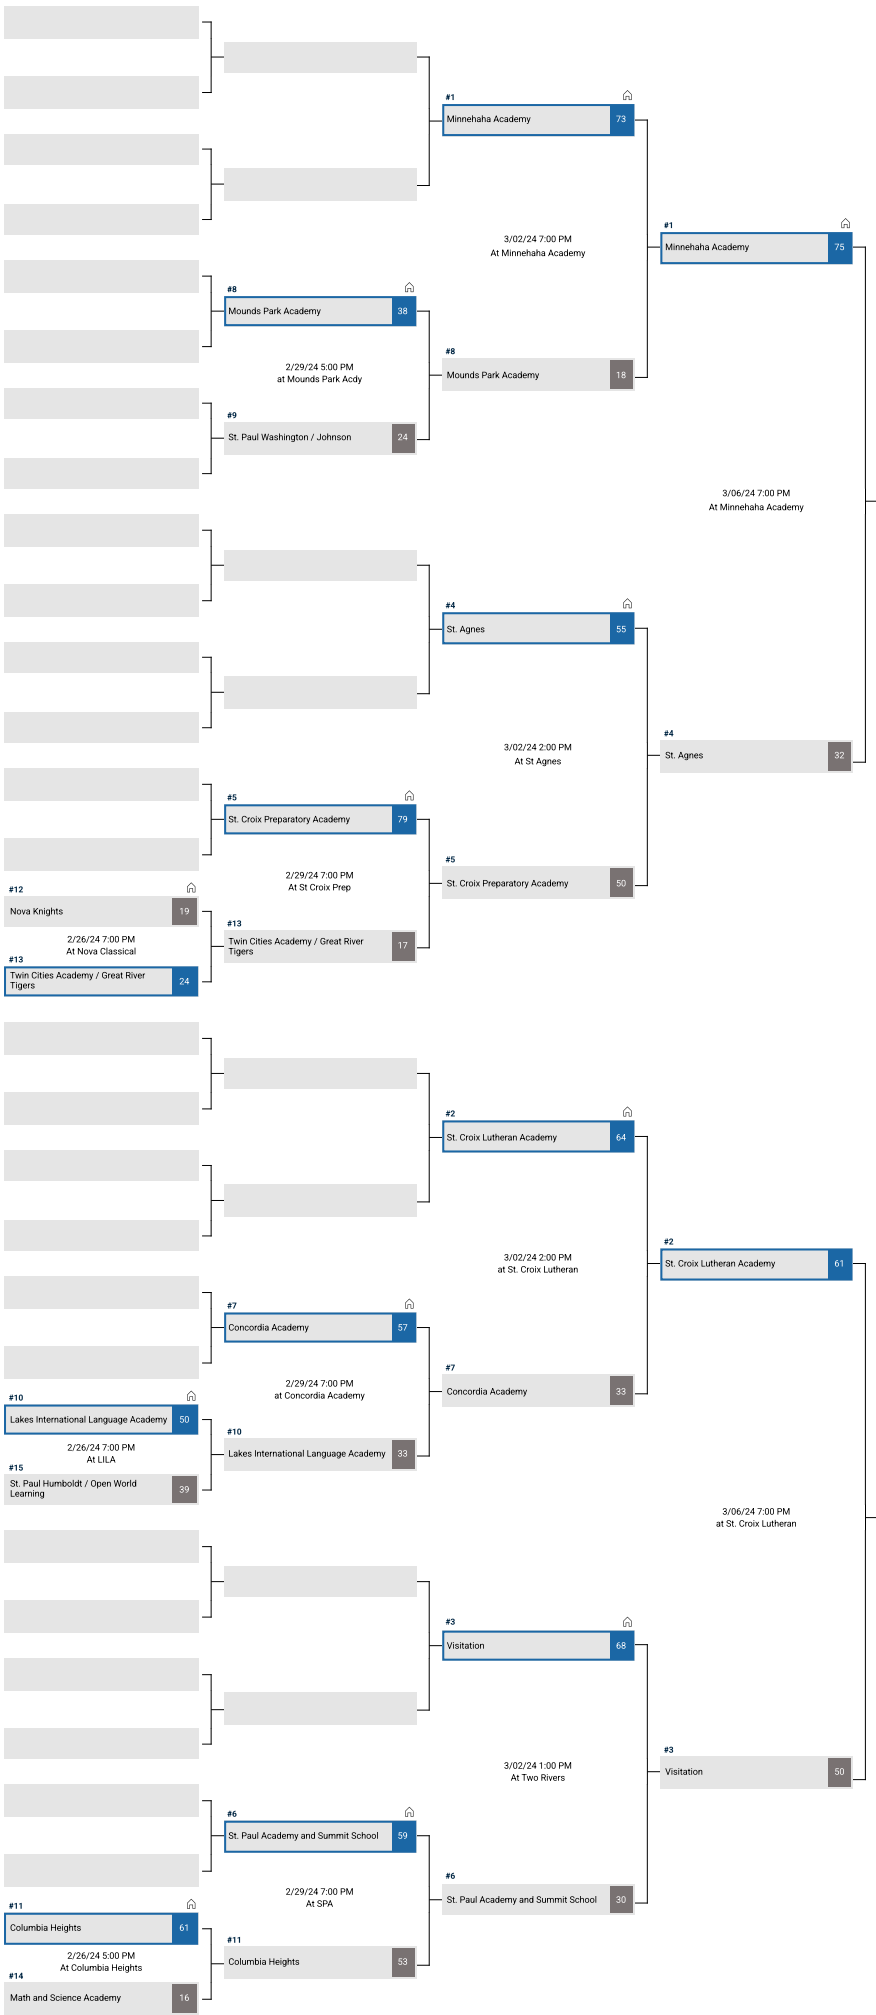 #1
Minnehaha Academy 73
#1
Minnehaha Academy 75
3/02/24 7:00 PM
At Minnehaha Academy
#8
Mounds Park Academy 38
2/29/24 5:00 PM
at Mounds Park Acdy
#8
Mounds Park Academy 18
#9
St. Paul Washington / Johnson 24
3/06/24 7:00 PM
At Minnehaha Academy
#4
St. Agnes 55
3/02/24 2:00 PM
At St Agnes
#4
St. Agnes 32
#5
St. Croix Preparatory Academy 79
2/29/24 7:00 PM
At St Croix Prep
#5
St. Croix Preparatory Academy 50
#12
Nova Knights 19
2/26/24 7:00 PM
At Nova Classical
#13
Twin Cities Academy / Great River
Tigers 24
#13
Twin Cities Academy / Great River
Tigers 17
#2
St. Croix Lutheran Academy 64
3/02/24 2:00 PM
at St. Croix Lutheran
#2
St. Croix Lutheran Academy 61
#7
Concordia Academy 57
2/29/24 7:00 PM
at Concordia Academy
#7
Concordia Academy 33
#10
Lakes International Language Academy 50
2/26/24 7:00 PM
At LILA
#15
St. Paul Humboldt / Open World
Learning 39
#10
Lakes International Language Academy 33
3/06/24 7:00 PM
at St. Croix Lutheran
#3
Visitation 68
3/02/24 1:00 PM
At Two Rivers
#3
Visitation 50
#6
St. Paul Academy and Summit School 59
2/29/24 7:00 PM
At SPA
#6
St. Paul Academy and Summit School 30
#11
Columbia Heights 61
2/26/24 5:00 PM
At Columbia Heights
#14
Math and Science Academy 16
#11
Columbia Heights 53